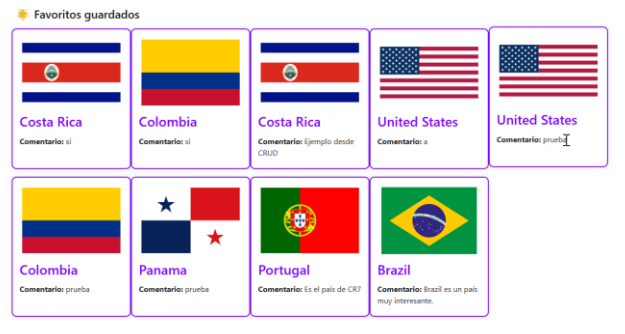 Favoritos guardados
Costa Rica
Comentario: si
Colombia
Comentario: si
Costa Rica
Comentario: Ejemplo desde
CRUD
United States
Comentario: a
United States
Comentario: prueba
Colombia
Comentario: prueba
Panama
Comentario: prueba
Portugal
Comentario: Es el país de CR7
Brazil
Comentario: Brazil es un país
muy interesante.